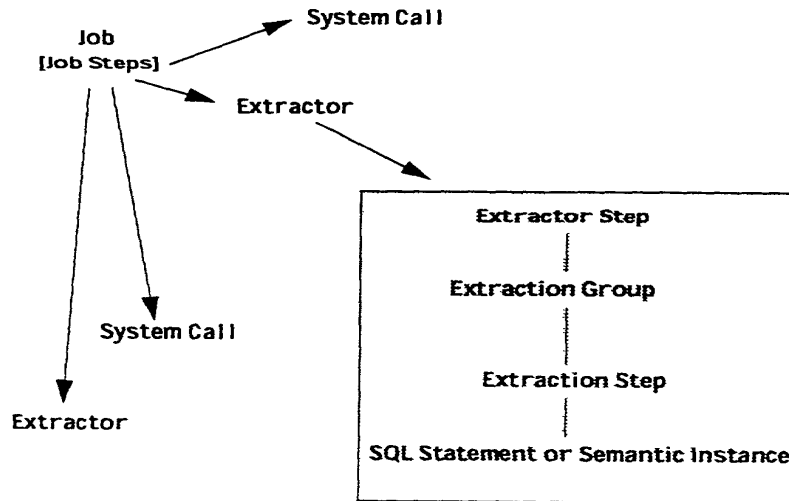 System Call
Job
[Job Steps]
Extractor
Extractor Step
Extraction Group
System Call
Extraction Step
Extractor
SQL Statement or Semantic Instance